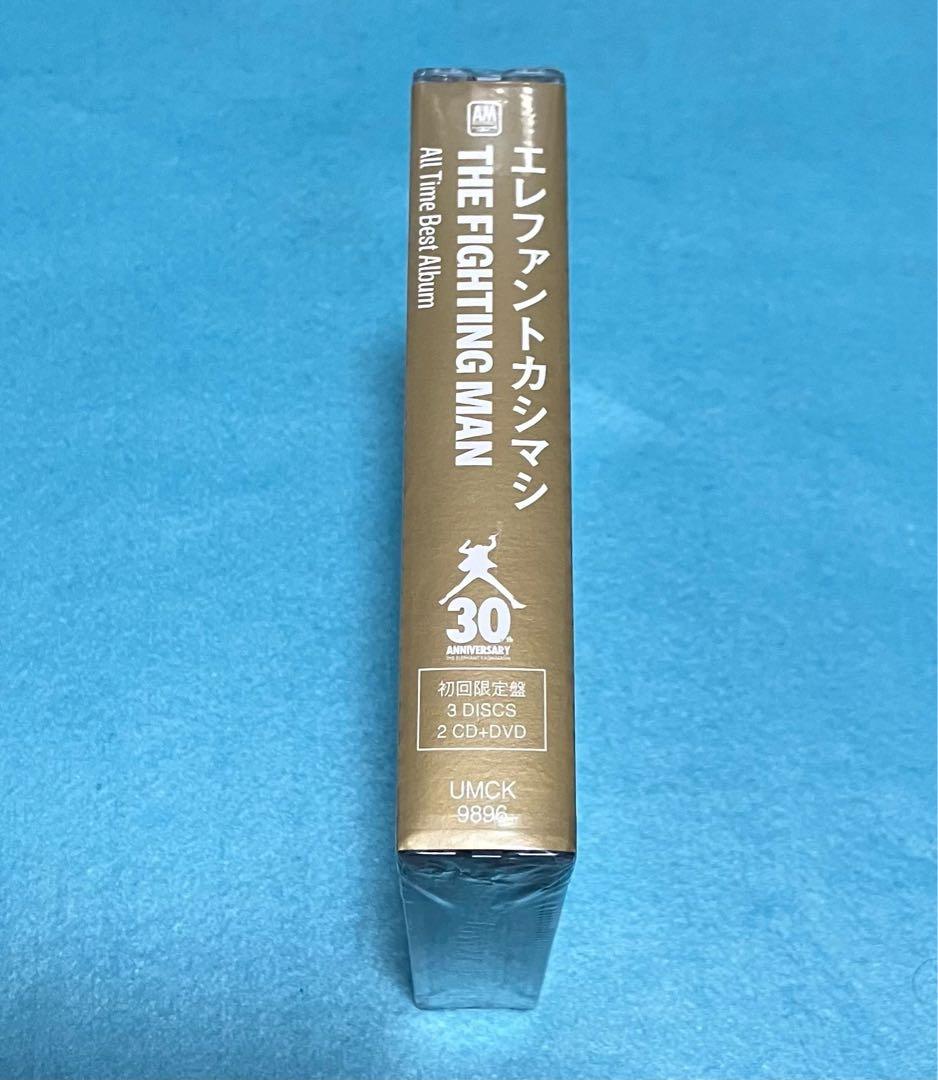 AM
エレファントカシマシ
THE FIGHTING MAN
All Time Best Album
30th
ANNIVERSARY
初回限定盤
3 DISCS
2 CD+DVD
UMCK
9896